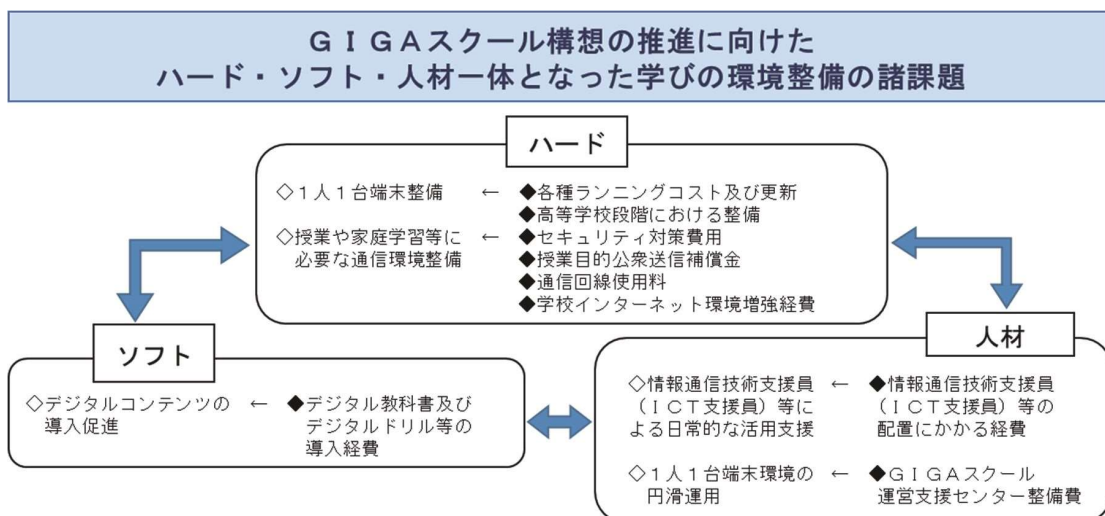 ＧＩＧＡスクール構想の推進に向けた
ハード・ソフト・人材一体となった学びの環境整備の諸課題
ハード
◇１人１台端末整備　←　◆各種ランニングコスト及び更新
◆高等学校段階における整備
◇授業や家庭学習等に　←　◆セキュリティ対策費用
必要な通信環境整備　◆授業目的公衆送信補償金
◆通信回線使用料
◆学校インターネット環境増強経費
ソフト
◇デジタルコンテンツの　←　◆デジタル教科書及び
導入促進　デジタルドリル等の
導入経費
人材
◇情報通信技術支援員　←　◆情報通信技術支援員
（ＩＣＴ支援員）等に　（ＩＣＴ支援員）等の
よる日常的な活用支援　配置にかかる経費
◇１人１台端末環境の　←　◆ＧＩＧＡスクール
円滑運用　運営支援センター整備費